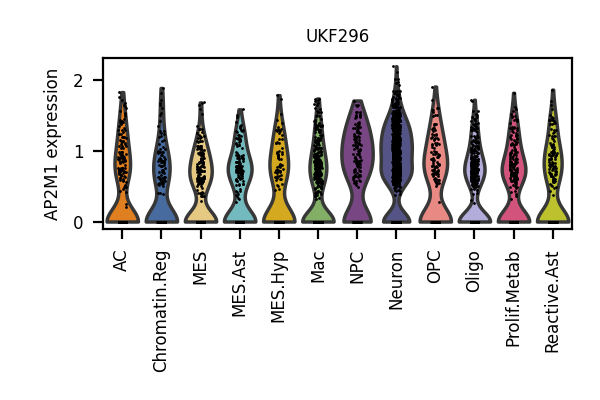 UKF296
AP2M1 expression
2
1
0
AC
Chromatin.Reg
MES
MES.Ast
MES.Hyp
Mac
NPC
Neuron
OPC
Oligo
Prolif.Metab
Reactive.Ast